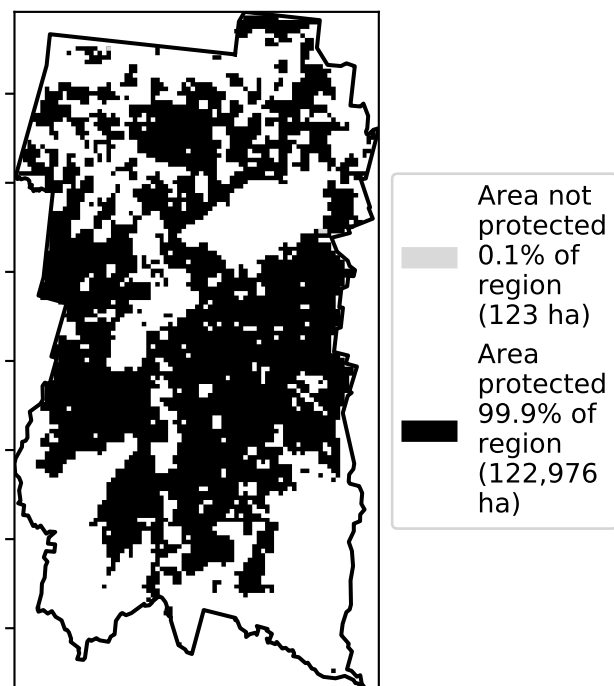 Area not
protected
0.1% of
region
(123 ha)
Area
protected
99.9% of
region
(122,976
ha)